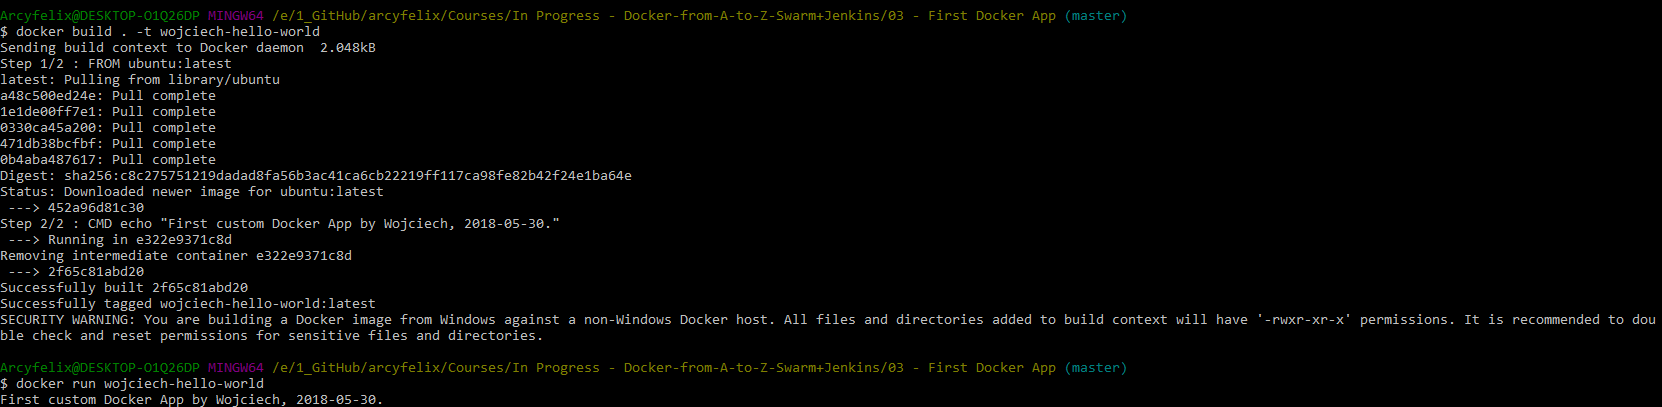 Arcyfelix@DESKTOP-O1Q26DP MINGW64 /e/1_GitHub/arcyfelix/Courses/In Progress - Docker-from-A-to-Z-Swarm+Jenkins/03 - First Docker App (master)
$ docker build . -t wojciech-hello-world
Sending build context to Docker daemon  2.048kB
Step 1/2 : FROM ubuntu:latest
latest: Pulling from library/ubuntu
a48c500ed24e: Pull complete
1e1de00ff7e1: Pull complete
0330ca45a200: Pull complete
471db38bcfbf: Pull complete
0b4aba487617: Pull complete
Digest: sha256:c8c275751219dadad8fa56b3ac41ca6cb22219ff117ca98fe82b42f24e1ba64e
Status: Downloaded newer image for ubuntu:latest
 ---> 452a96d81c30
Step 2/2 : CMD echo "First custom Docker App by Wojciech, 2018-05-30."
 ---> Running in e322e9371c8d
Removing intermediate container e322e9371c8d
 ---> 2f65c81abd20
Successfully built 2f65c81abd20
Successfully tagged wojciech-hello-world:latest
SECURITY WARNING: You are building a Docker image from Windows against a non-Windows Docker host. All files and directories added to build context will have '-rwxr-xr-x' permissions. It is recommended to dou
ble check and reset permissions for sensitive files and directories.
Arcyfelix@DESKTOP-O1Q26DP MINGW64 /e/1_GitHub/arcyfelix/Courses/In Progress - Docker-from-A-to-Z-Swarm+Jenkins/03 - First Docker App (master)
$ docker run wojciech-hello-world
First custom Docker App by Wojciech, 2018-05-30.